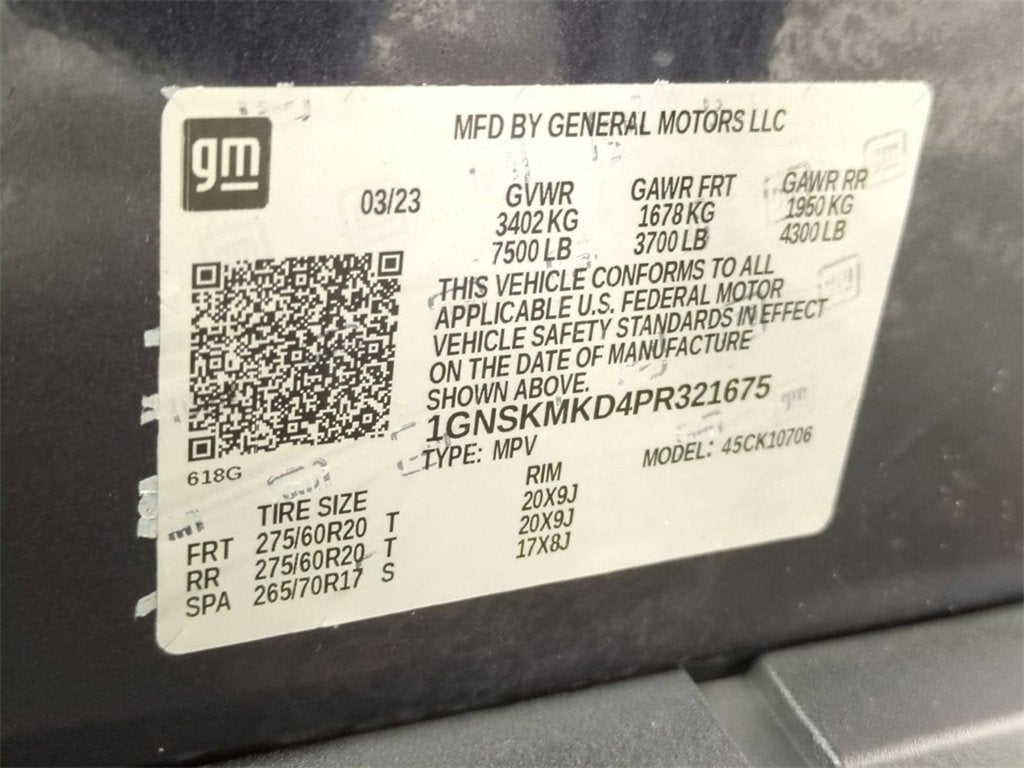 gm
MFD BY GENERAL MOTORS LLC
03/23
GVWR GAWR FRT GAWR RR
3402 KG 1678 KG 1950 KG
7500 LB 3700 LB 4300 LB
THIS VEHICLE CONFORMS TO ALL
APPLICABLE U.S. FEDERAL MOTOR
VEHICLE SAFETY STANDARDS IN EFFECT
ON THE DATE OF MANUFACTURE
SHOWN ABOVE.
1GNSKMKD4PR321675
TYPE: MPV MODEL: 45CK10706
618G
TIRE SIZE RIM
FRT 275/60R20 T 20X9J
RR 275/60R20 T 20X9J
SPA 265/70R17 S 17X8J